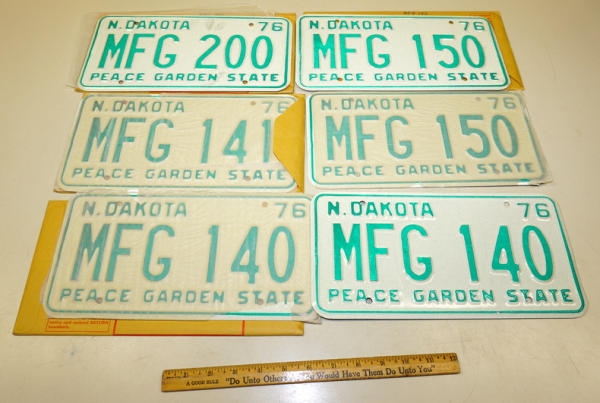 N. DAKOTA 76
MFG 200
PEACE GARDEN STATE
N. DAKOTA 76
MFG 150
PEACE GARDEN STATE
N. DAKOTA 76
MFG 141
PEACE GARDEN STATE
N. DAKOTA 76
MFG 150
PEACE GARDEN STATE
N. DAKOTA 76
MFG 140
PEACE GARDEN STATE
N. DAKOTA 76
MFG 140
PEACE GARDEN STATE
A GOOD RULE "Do Unto Others As You Would Have Them Do Unto You"